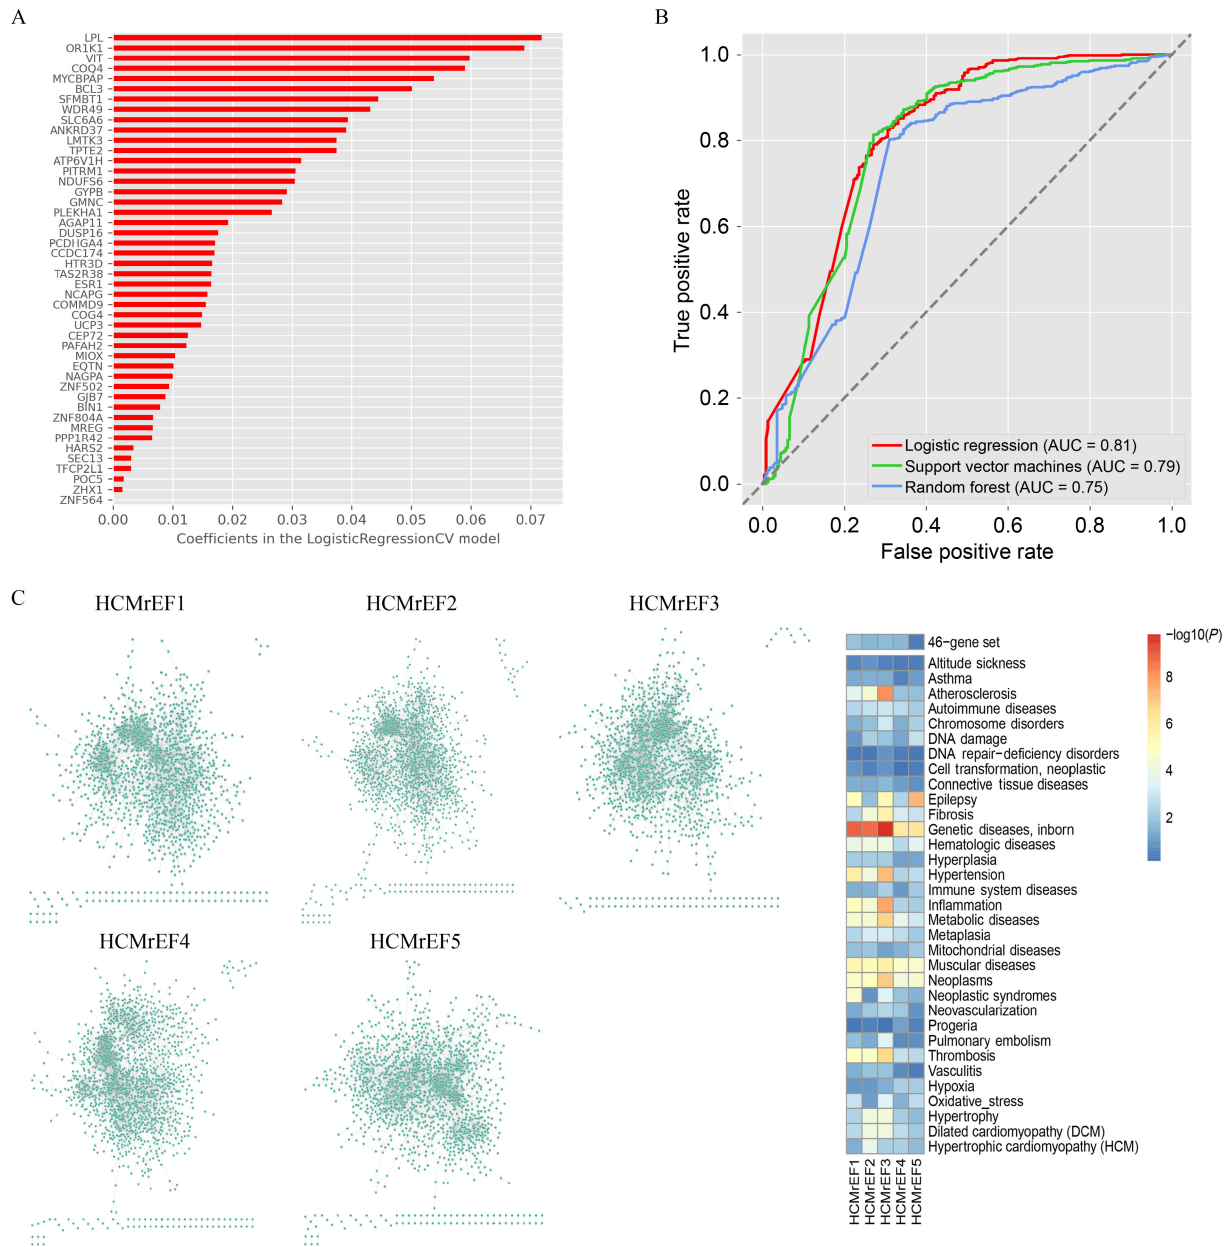 A
LPL
OR1K1
VIT
COQ4
MYCBPAP
BCL3
SFMBT1
WDR49
SLC6A6
ANKRD37
LMTK3
TPTE2
ATP6V1H
PITRM1
NDUFS6
GYPB
GMNC
PLEKHA1
AGAP11
DUSP16
PCDHGA4
CCDC174
HTR3D
TAS2R38
ESR1
NCAPG
COMMD9
COG4
UCP3
CEP72
PAFAH2
MIOX
EQTN
NAGPA
ZNF502
GJB7
BIN1
ZNF804A
MREG
PPP1R42
HARS2
SEC13
TFCP2L1
POC5
ZHX1
ZNF564
0.00 0.01 0.02 0.03 0.04 0.05 0.06 0.07
Coefficients in the LogisticRegressionCV model
B
True positive rate
1.0
0.8
0.6
0.4
0.2
0.0
Logistic regression (AUC = 0.81)
Support vector machines (AUC = 0.79)
Random forest (AUC = 0.75)
0.0 0.2 0.4 0.6 0.8 1.0
False positive rate
C
HCMrEF1
HCMrEF2
HCMrEF3
HCMrEF4
HCMrEF5
46−gene set
Altitude sickness
Asthma
Atherosclerosis
Autoimmune diseases
Chromosome disorders
DNA damage
DNA repair−deficiency disorders
Cell transformation, neoplastic
Connective tissue diseases
Epilepsy
Fibrosis
Genetic diseases, inborn
Hematologic diseases
Hyperplasia
Hypertension
Immune system diseases
Inflammation
Metabolic diseases
Metaplasia
Mitochondrial diseases
Muscular diseases
Neoplasms
Neoplastic syndromes
Neovascularization
Progeria
Pulmonary embolism
Thrombosis
Vasculitis
Hypoxia
Oxidative_stress
Hypertrophy
Dilated cardiomyopathy (DCM)
Hypertrophic cardiomyopathy (HCM)
HCMrEF1
HCMrEF2
HCMrEF3
HCMrEF4
HCMrEF5
−log10(P)
8
6
4
2